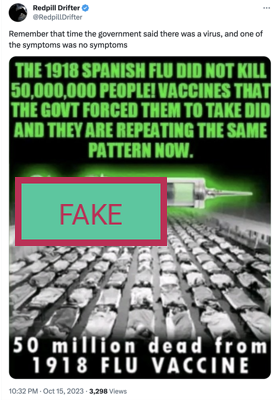 Redpill Drifter
@RedpillDrifter
Remember that time the government said there was a virus, and one of
the symptoms was no symptoms
THE 1918 SPANISH FLU DID NOT KILL
50,000,000 PEOPLE! VACCINES THAT
THE GOVT FORCED THEM TO TAKE DID
AND THEY ARE REPEATING THE SAME
PATTERN NOW.
FAKE
50 million dead from
1918 FLU VACCINE
10:32 PM · Oct 15, 2023 · 3,298 Views